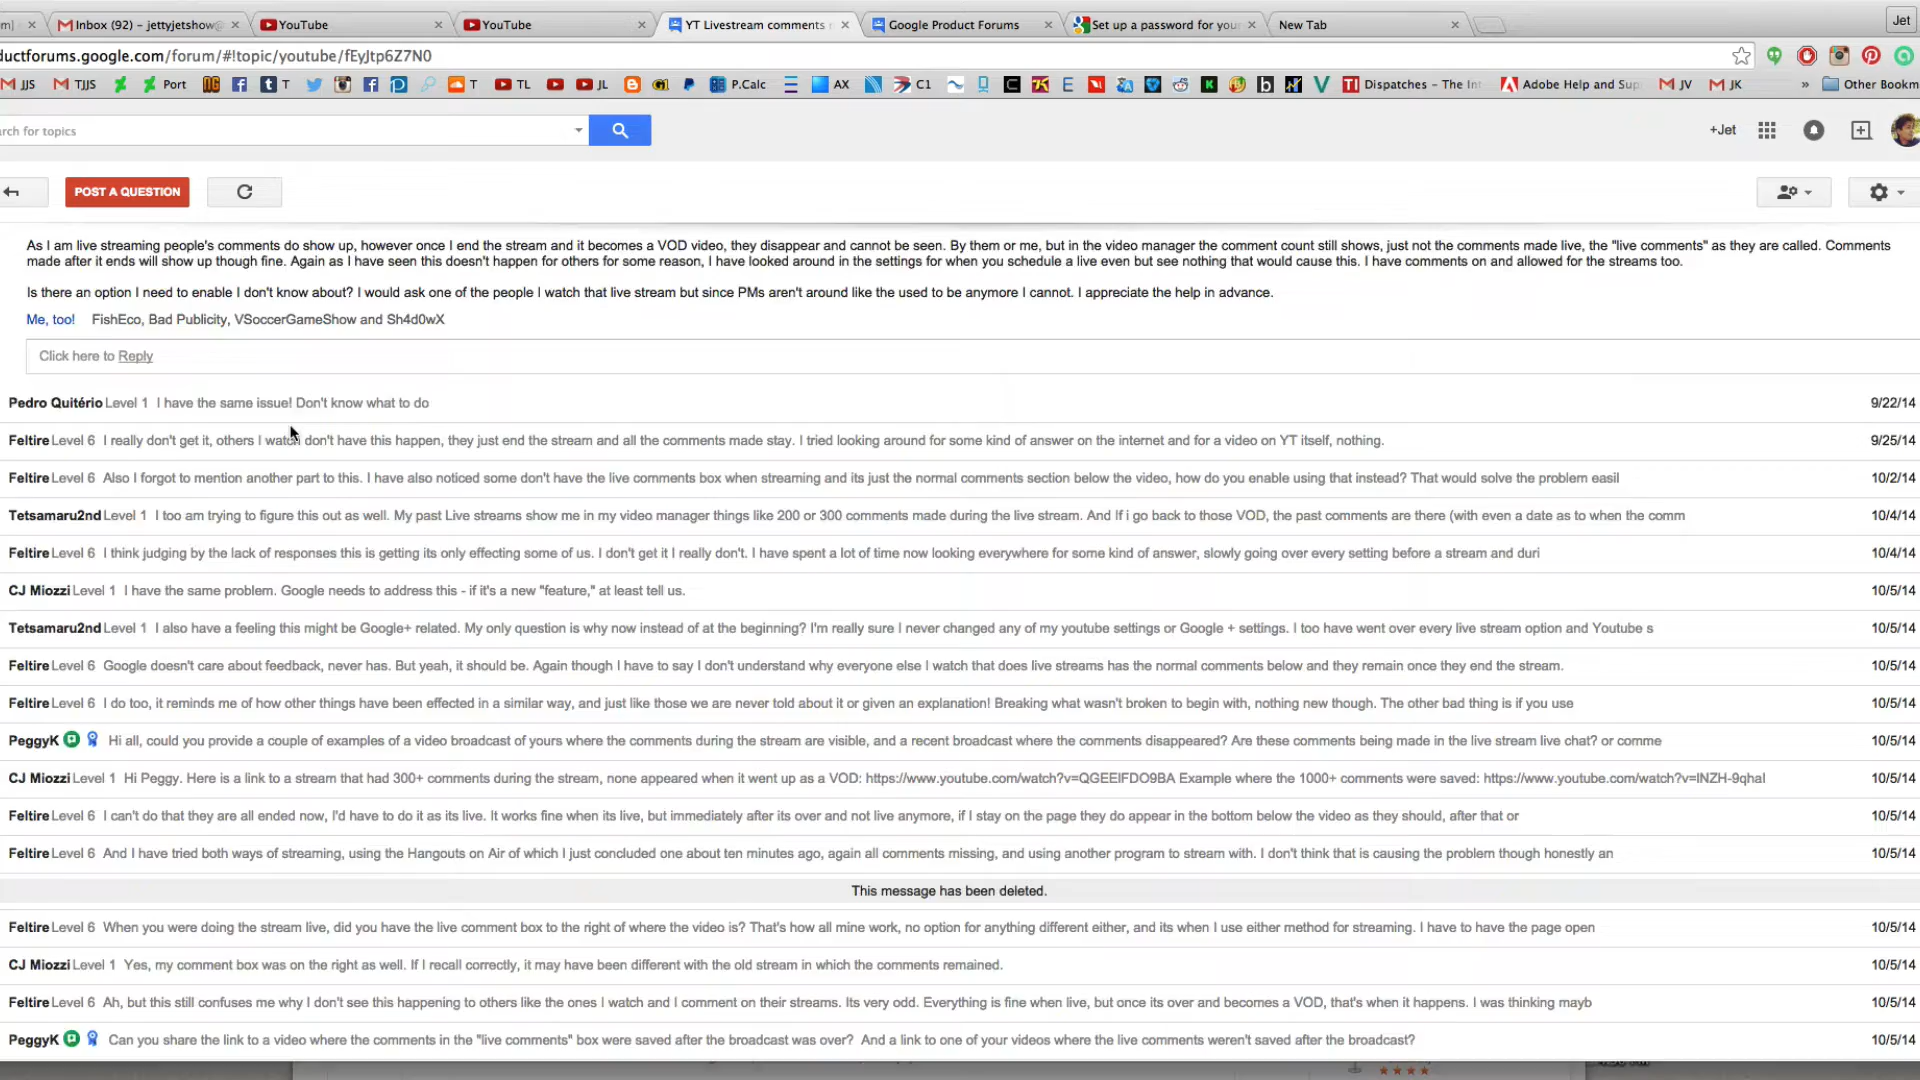 Inbox (92) - jettyjetshow@
YouTube
YouTube
YT Livestream comments
Google Product Forums
Set up a password for your
New Tab
Jet
ductforums.google.com/forum/#!topic/youtube/fEyJtp6Z7N0
JJS
TJJS
Port
T
T
TL
JL
P.Calc
AX
C1
Dispatches - The Int
Adobe Help and Sup
JV
JK
»
Other Bookm
rch for topics
+Jet
POST A QUESTION
As I am live streaming people's comments do show up, however once I end the stream and it becomes a VOD video, they disappear and cannot be seen. By them or me, but in the video manager the comment count still shows, just not the comments made live, the "live comments" as they are called. Comments
made after it ends will show up though fine. Again as I have seen this doesn't happen for others for some reason, I have looked around in the settings for when you schedule a live even but see nothing that would cause this. I have comments on and allowed for the streams too.
Is there an option I need to enable I don't know about? I would ask one of the people I watch that live stream but since PMs aren't around like the used to be anymore I cannot. I appreciate the help in advance.
Me, too! FishEco, Bad Publicity, VSoccerGameShow and Sh4d0wX
Click here to Reply
Pedro Quitério Level 1 I have the same issue! Don't know what to do 9/22/14
Feltire Level 6 I really don't get it, others I watch don't have this happen, they just end the stream and all the comments made stay. I tried looking around for some kind of answer on the internet and for a video on YT itself, nothing. 9/25/14
Feltire Level 6 Also I forgot to mention another part to this. I have also noticed some don't have the live comments box when streaming and its just the normal comments section below the video, how do you enable using that instead? That would solve the problem easil 10/2/14
Tetsamaru2nd Level 1 I too am trying to figure this out as well. My past Live streams show me in my video manager things like 200 or 300 comments made during the live stream. And If i go back to those VOD, the past comments are there (with even a date as to when the comm 10/4/14
Feltire Level 6 I think judging by the lack of responses this is getting its only effecting some of us. I don't get it I really don't. I have spent a lot of time now looking everywhere for some kind of answer, slowly going over every setting before a stream and duri 10/4/14
CJ Miozzi Level 1 I have the same problem. Google needs to address this - if it's a new "feature," at least tell us. 10/5/14
Tetsamaru2nd Level 1 I also have a feeling this might be Google+ related. My only question is why now instead of at the beginning? I'm really sure I never changed any of my youtube settings or Google + settings. I too have went over every live stream option and Youtube s 10/5/14
Feltire Level 6 Google doesn't care about feedback, never has. But yeah, it should be. Again though I have to say I don't understand why everyone else I watch that does live streams has the normal comments below and they remain once they end the stream. 10/5/14
Feltire Level 6 I do too, it reminds me of how other things have been effected in a similar way, and just like those we are never told about it or given an explanation! Breaking what wasn't broken to begin with, nothing new though. The other bad thing is if you use 10/5/14
PeggyK Hi all, could you provide a couple of examples of a video broadcast of yours where the comments during the stream are visible, and a recent broadcast where the comments disappeared? Are these comments being made in the live stream live chat? or comme 10/5/14
CJ Miozzi Level 1 Hi Peggy. Here is a link to a stream that had 300+ comments during the stream, none appeared when it went up as a VOD: https://www.youtube.com/watch?v=QGEEIFDO9BA Example where the 1000+ comments were saved: https://www.youtube.com/watch?v=lNZH-9qhaI 10/5/14
Feltire Level 6 I can't do that they are all ended now, I'd have to do it as its live. It works fine when its live, but immediately after its over and not live anymore, if I stay on the page they do appear in the bottom below the video as they should, after that or 10/5/14
Feltire Level 6 And I have tried both ways of streaming, using the Hangouts on Air of which I just concluded one about ten minutes ago, again all comments missing, and using another program to stream with. I don't think that is causing the problem though honestly an 10/5/14
This message has been deleted.
Feltire Level 6 When you were doing the stream live, did you have the live comment box to the right of where the video is? That's how all mine work, no option for anything different either, and its when I use either method for streaming. I have to have the page open 10/5/14
CJ Miozzi Level 1 Yes, my comment box was on the right as well. If I recall correctly, it may have been different with the old stream in which the comments remained. 10/5/14
Feltire Level 6 Ah, but this still confuses me why I don't see this happening to others like the ones I watch and I comment on their streams. Its very odd. Everything is fine when live, but once its over and becomes a VOD, that's when it happens. I was thinking mayb 10/5/14
PeggyK Can you share the link to a video where the comments in the "live comments" box were saved after the broadcast was over? And a link to one of your videos where the live comments weren't saved after the broadcast? 10/5/14